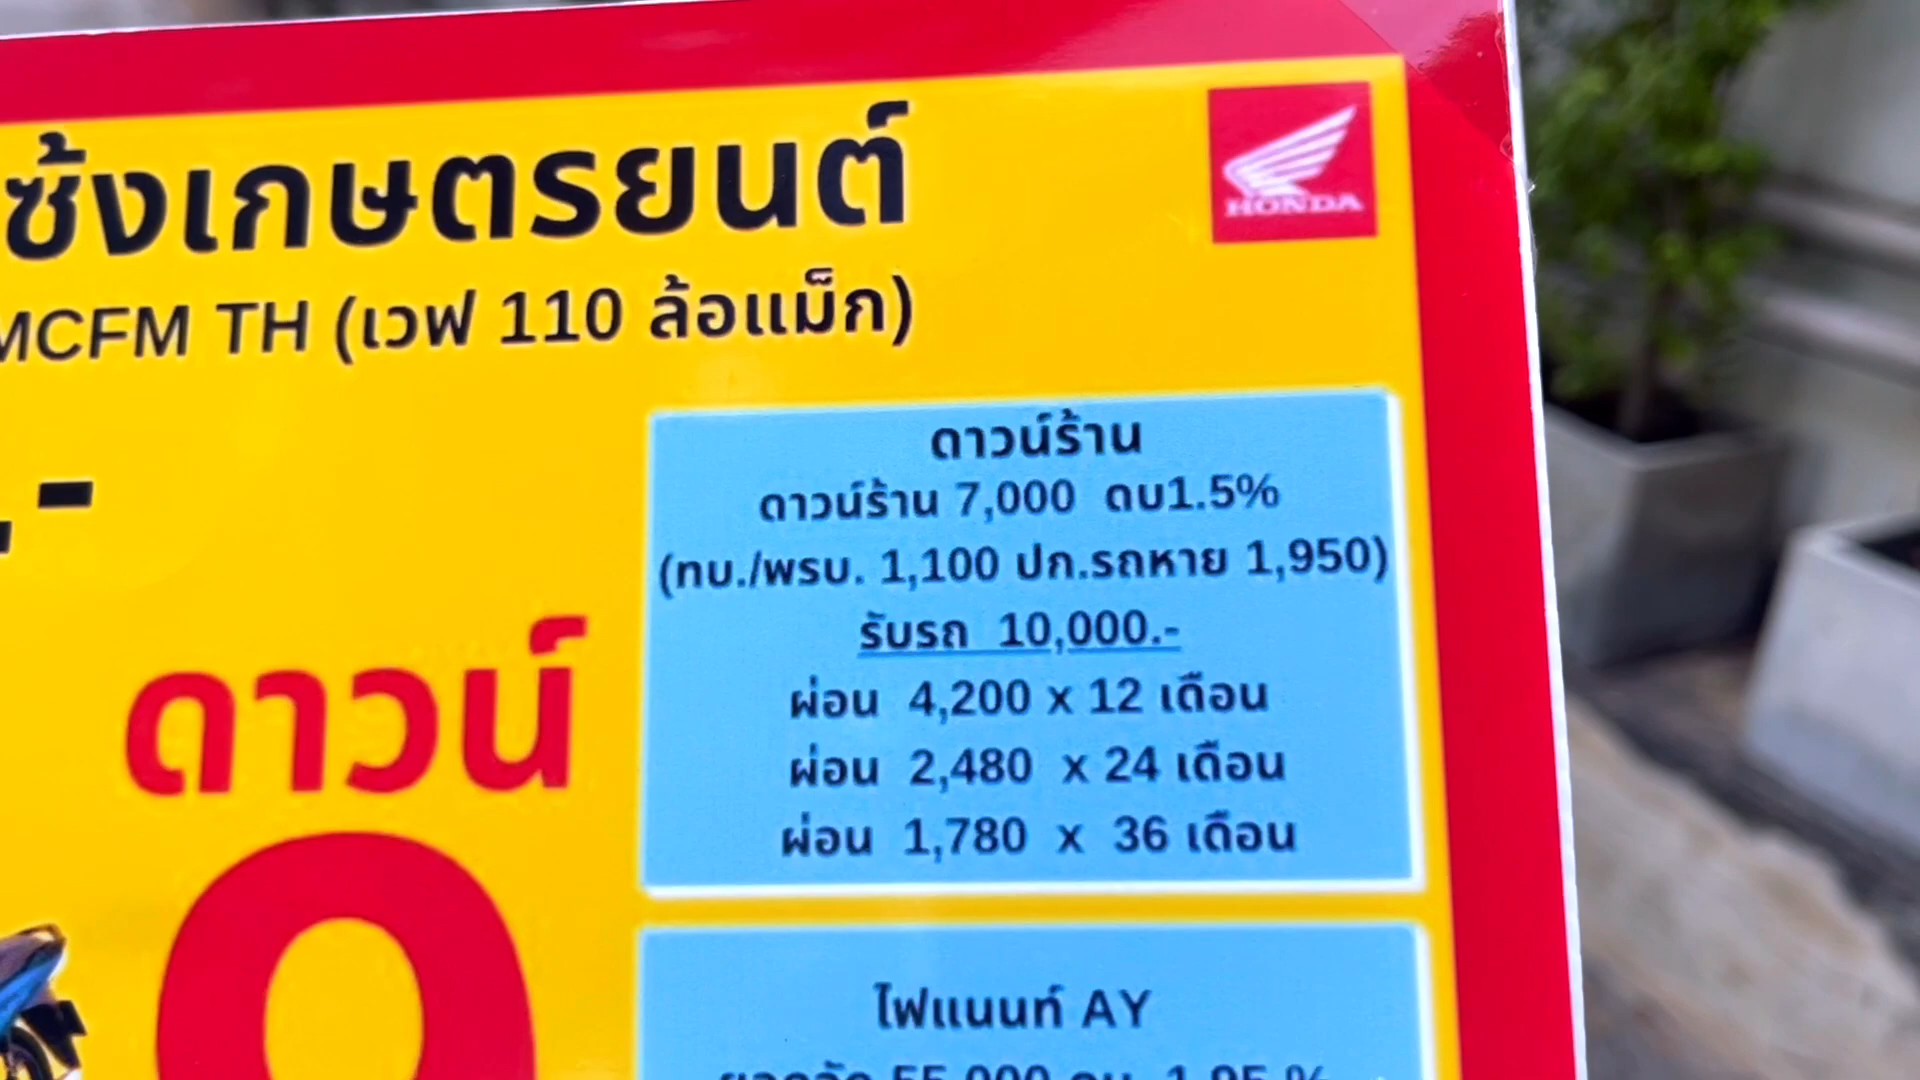 ซ้งเกษตรยนต์
HONDA
MCFM TH (เวฟ 110 ล้อแม็ก)
.-
ดาวน์
0
ดาวน์ร้าน
ดาวน์ร้าน 7,000 ดบ1.5%
(ทบ./พรบ. 1,100 ปก.รถหาย 1,950)
รับรถ 10,000.-
ผ่อน 4,200 x 12 เดือน
ผ่อน 2,480 x 24 เดือน
ผ่อน 1,780 x 36 เดือน
ไฟแนนท์ AY